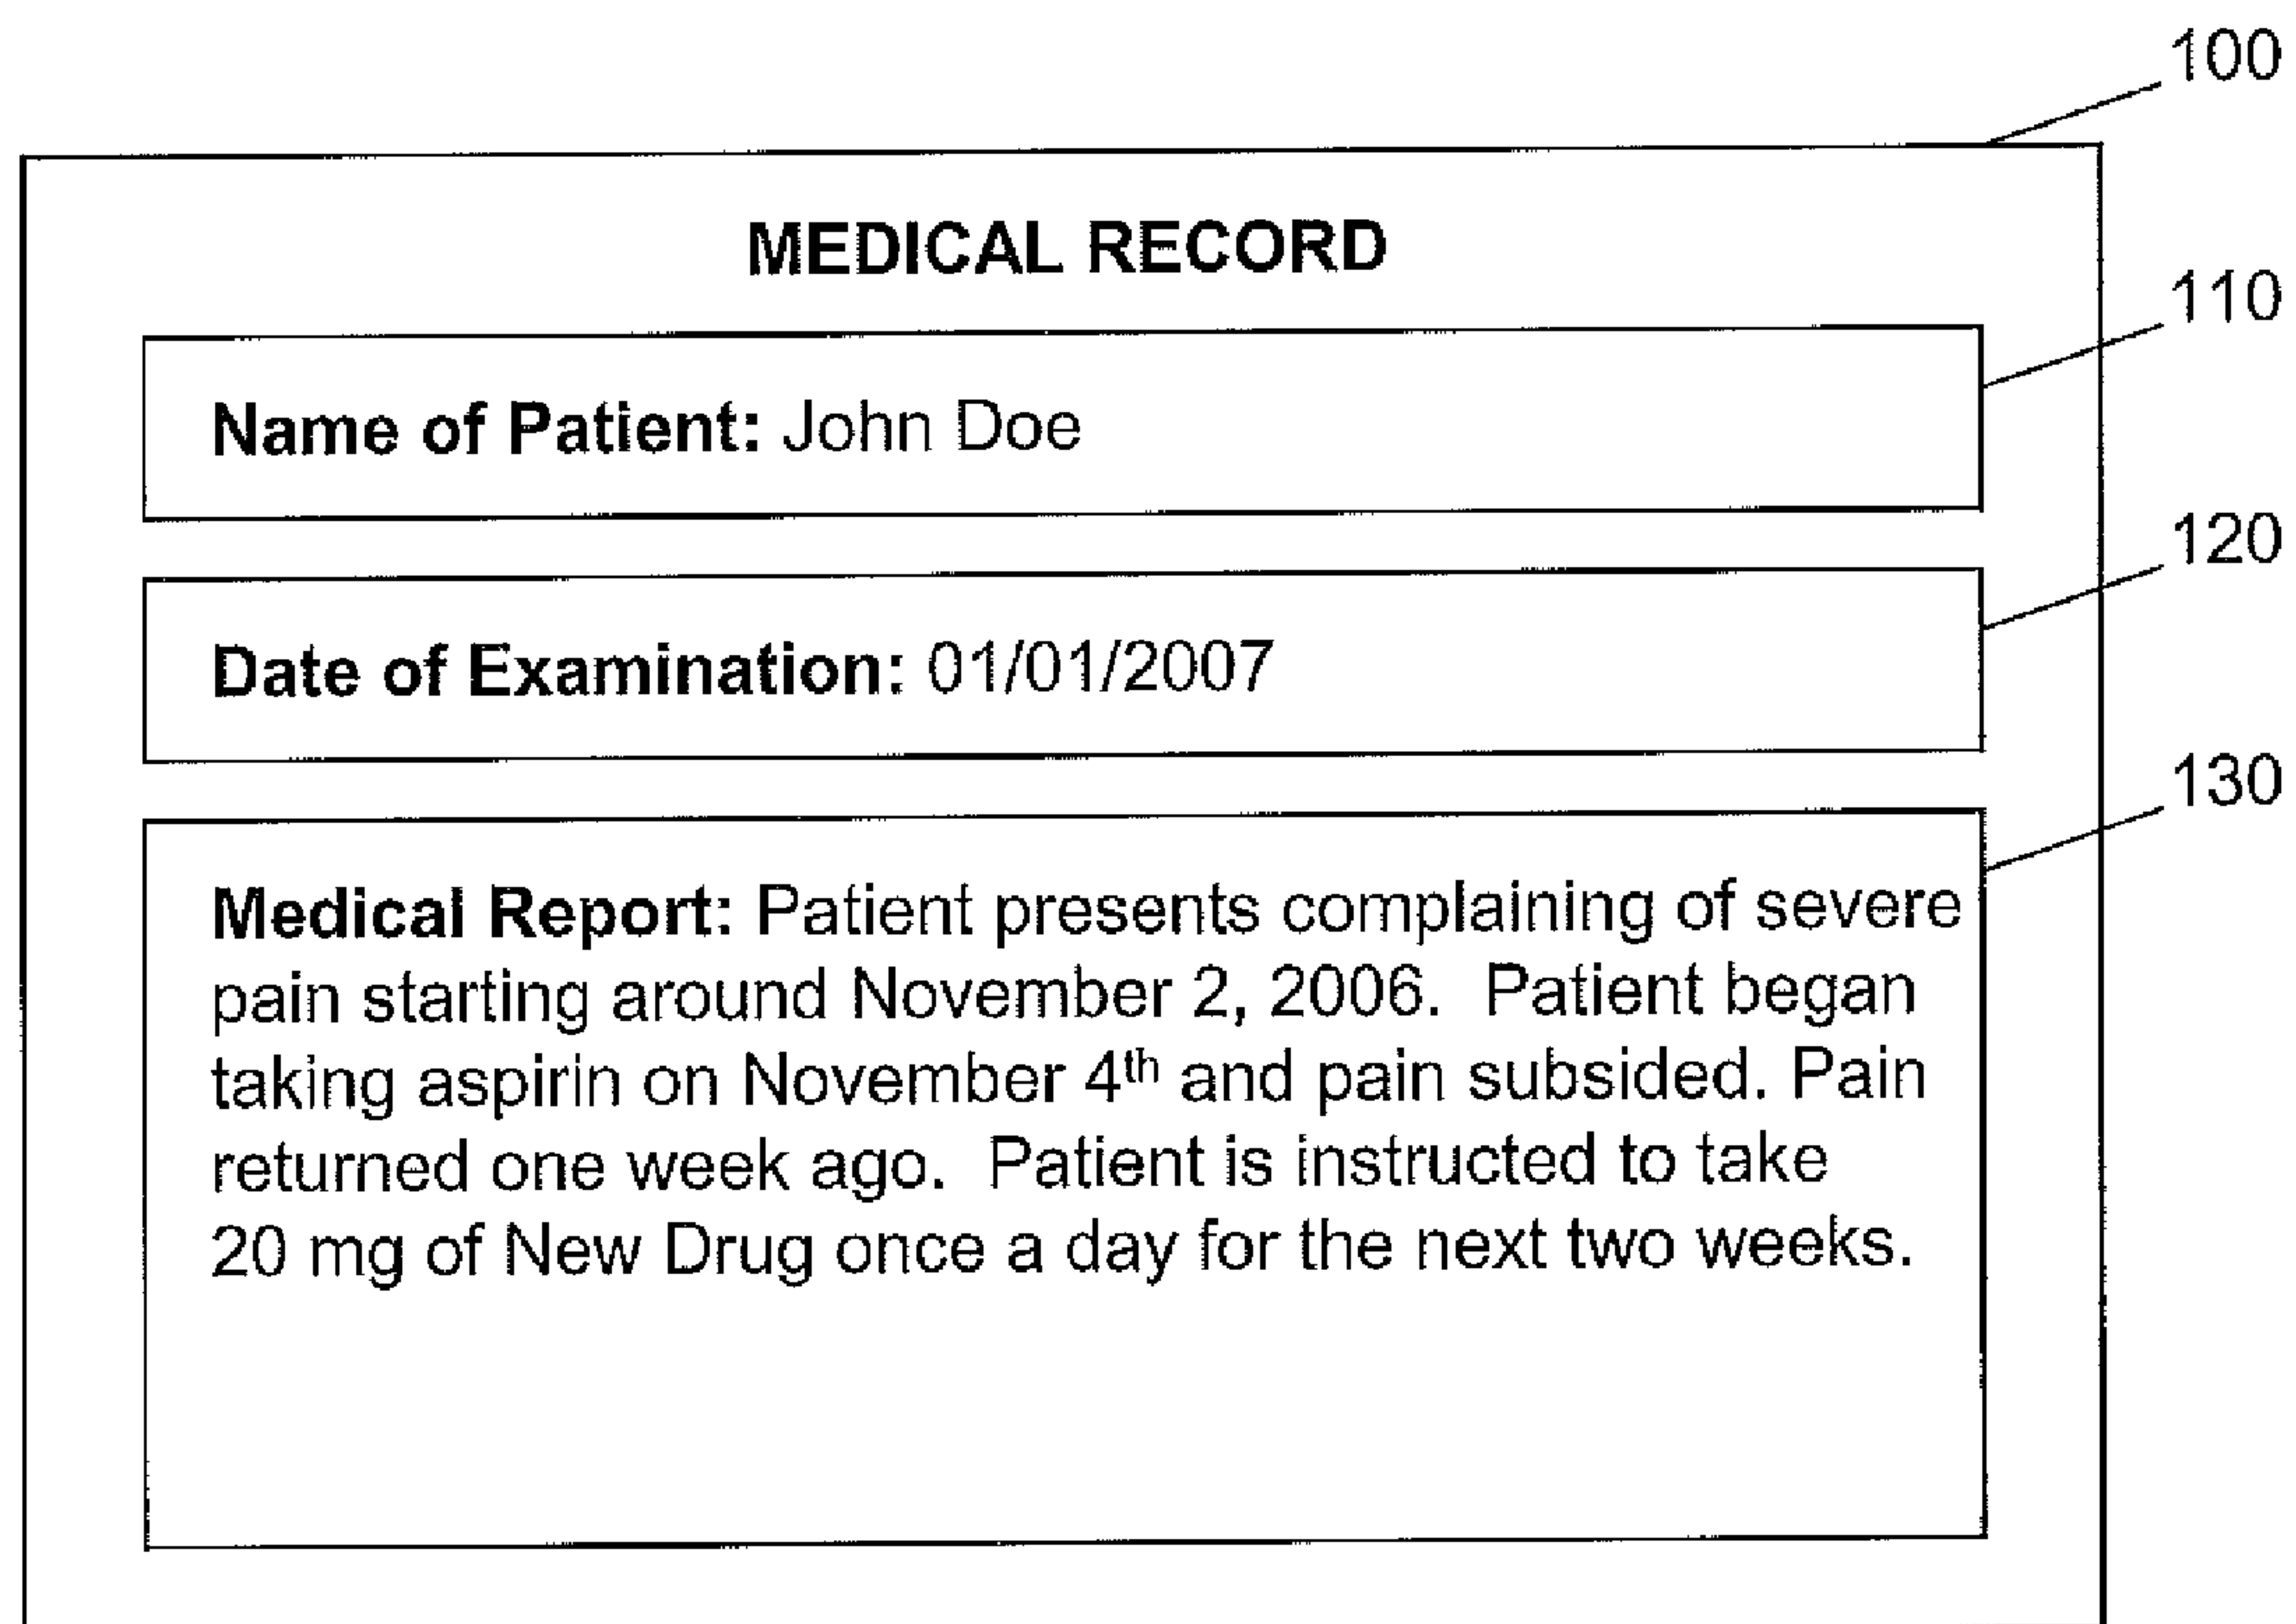 100
MEDICAL RECORD
110
Name of Patient: John Doe
120
Date of Examination: 01/01/2007
130
Medical Report: Patient presents complaining of severe
pain starting around November 2, 2006.  Patient began
taking aspirin on November 4th and pain subsided. Pain
returned one week ago.  Patient is instructed to take
20 mg of New Drug once a day for the next two weeks.